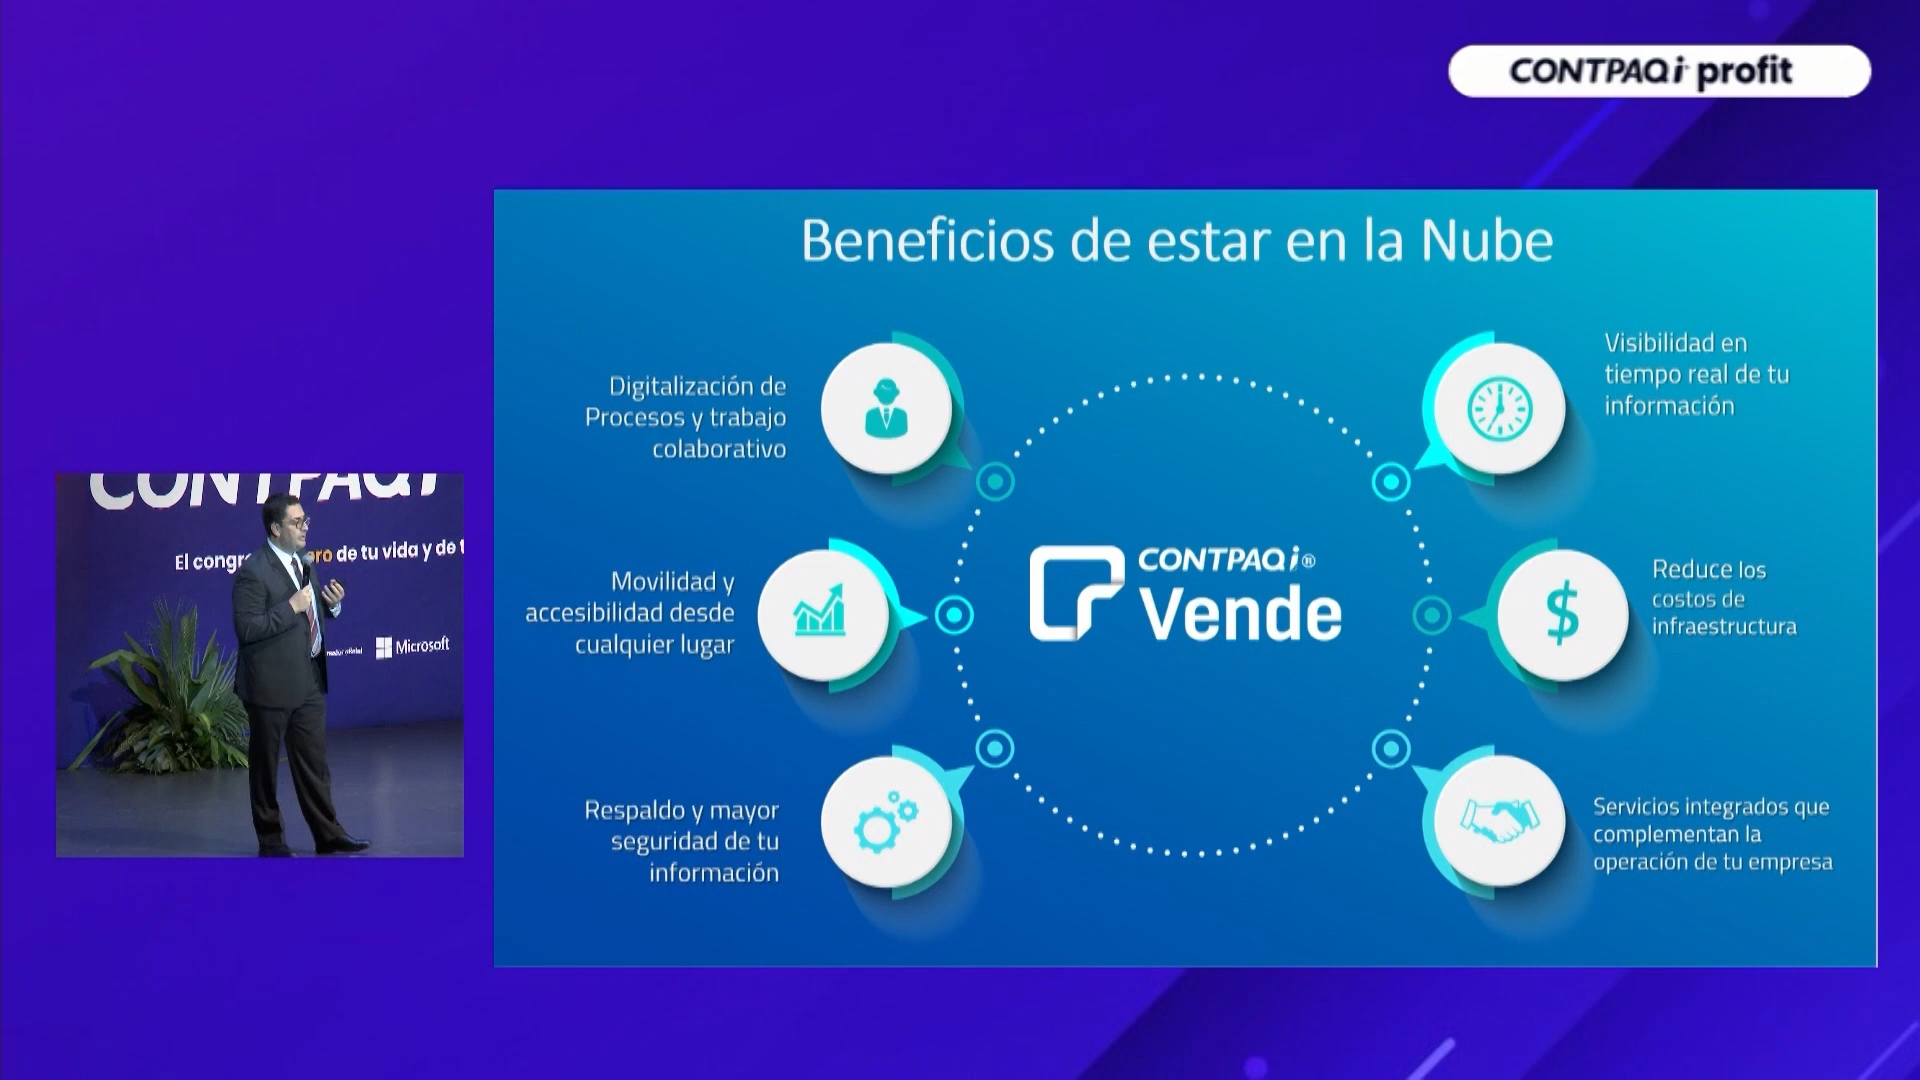 CONTPAQi profit
Beneficios de estar en la Nube
Digitalización de
Procesos y trabajo
colaborativo
Movilidad y
accesibilidad desde
cualquier lugar
Respaldo y mayor
seguridad de tu
información
CONTPAQi®
Vende
Visibilidad en
tiempo real de tu
información
Reduce los
costos de
infraestructura
$
Servicios integrados que
complementan la
operación de tu empresa
CONTPAQi
El congr ro de tu vida y de t
Microsoft